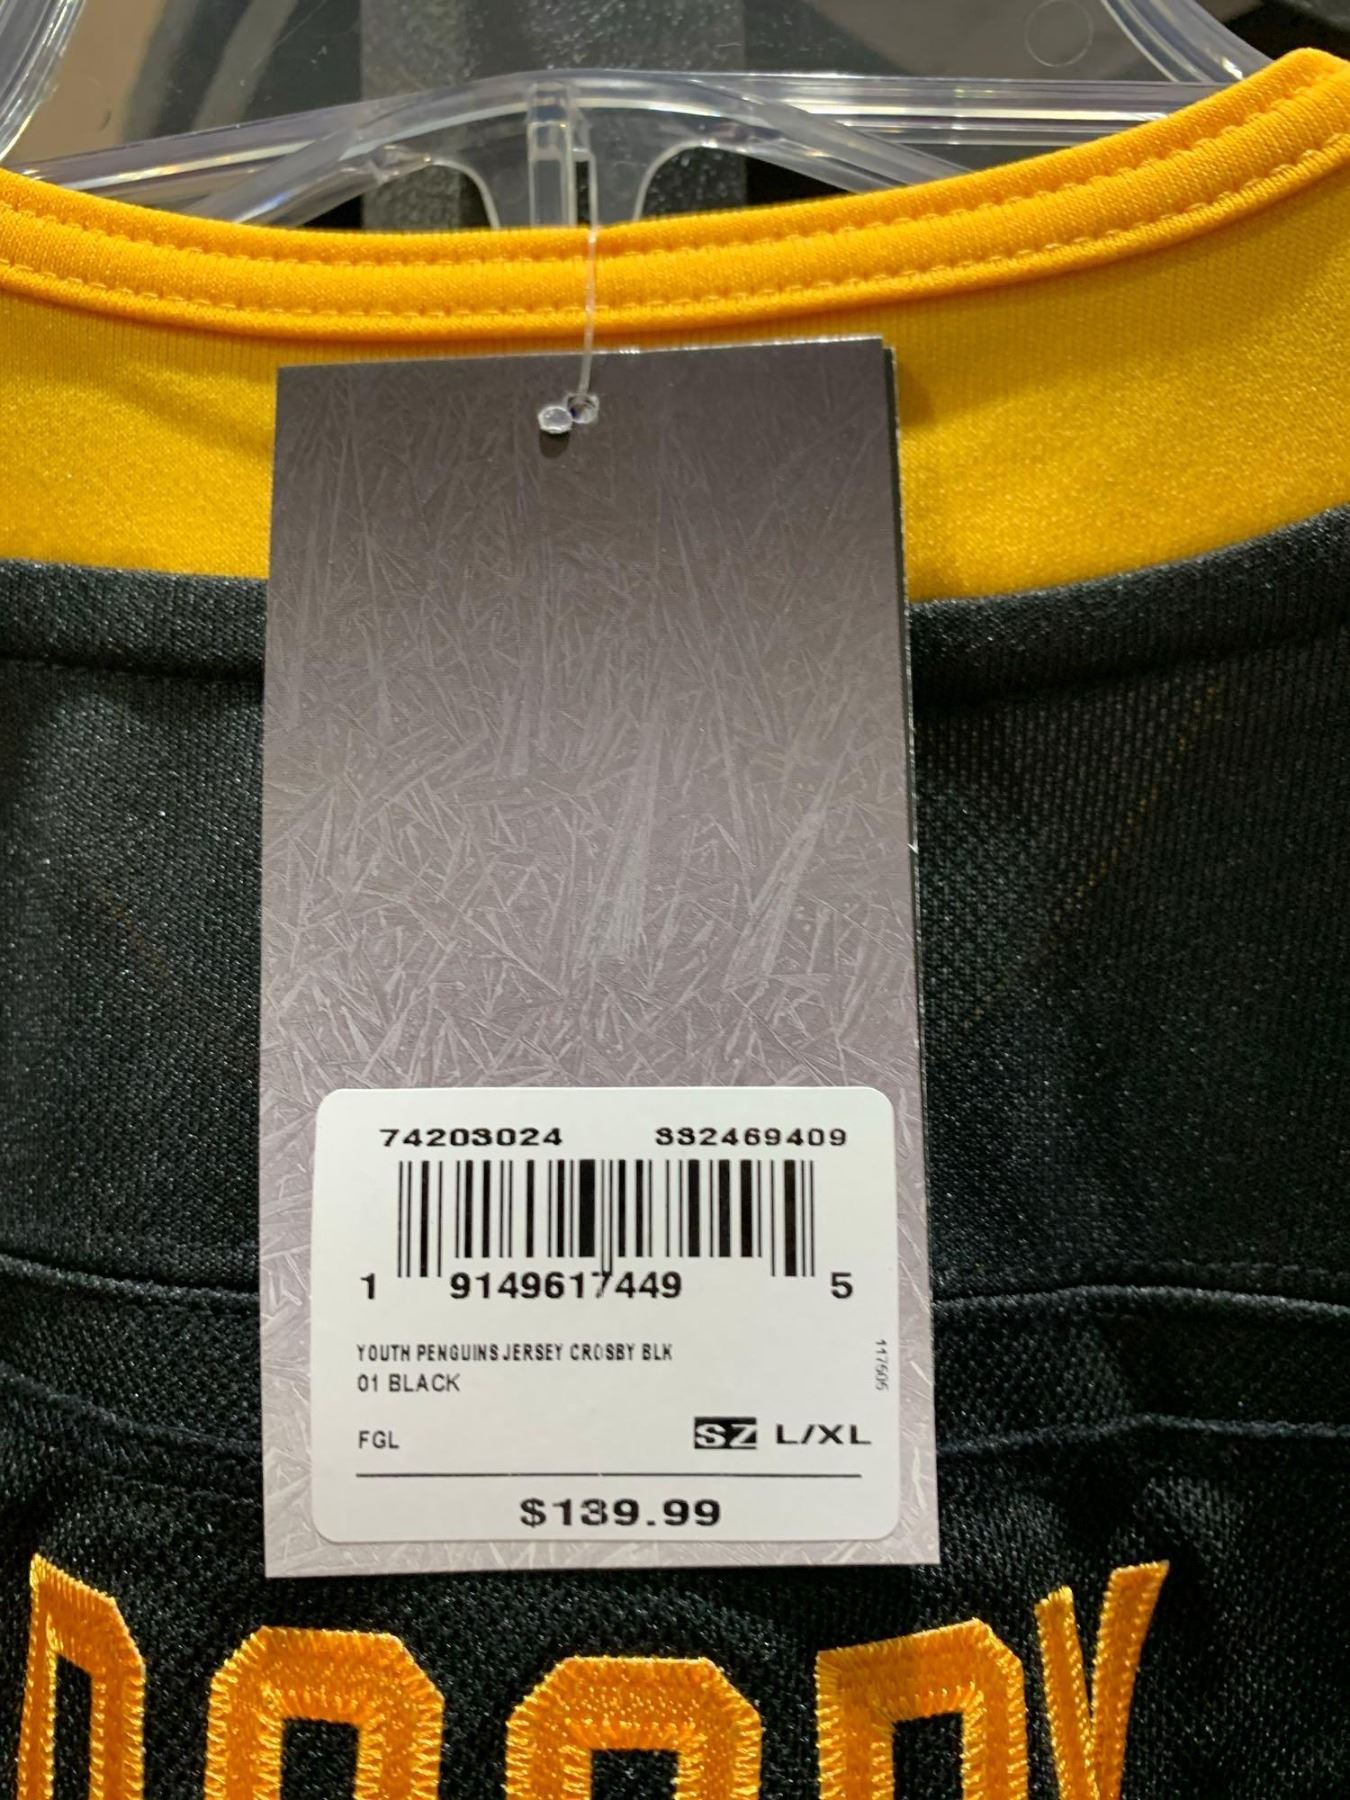 74203024 332469409
1 9149617449 5
YOUTH PENGUINS JERSEY CROSBY BLK
01 BLACK
117505
FGL SZ L/XL
$139.99